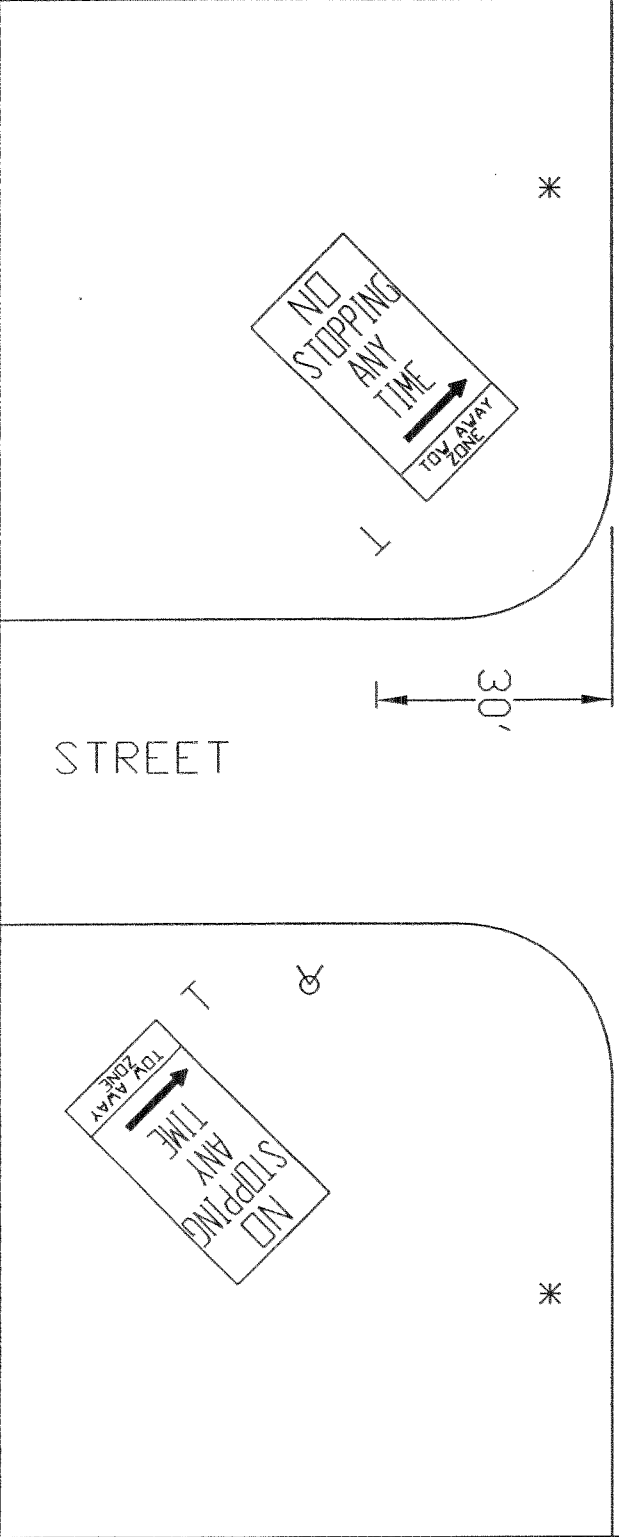 NO
STOPPING
ANY
TIME
TOW AWAY
ZONE
30'
STREET
NO
STOPPING
ANY
TIME
TOW AWAY
ZONE